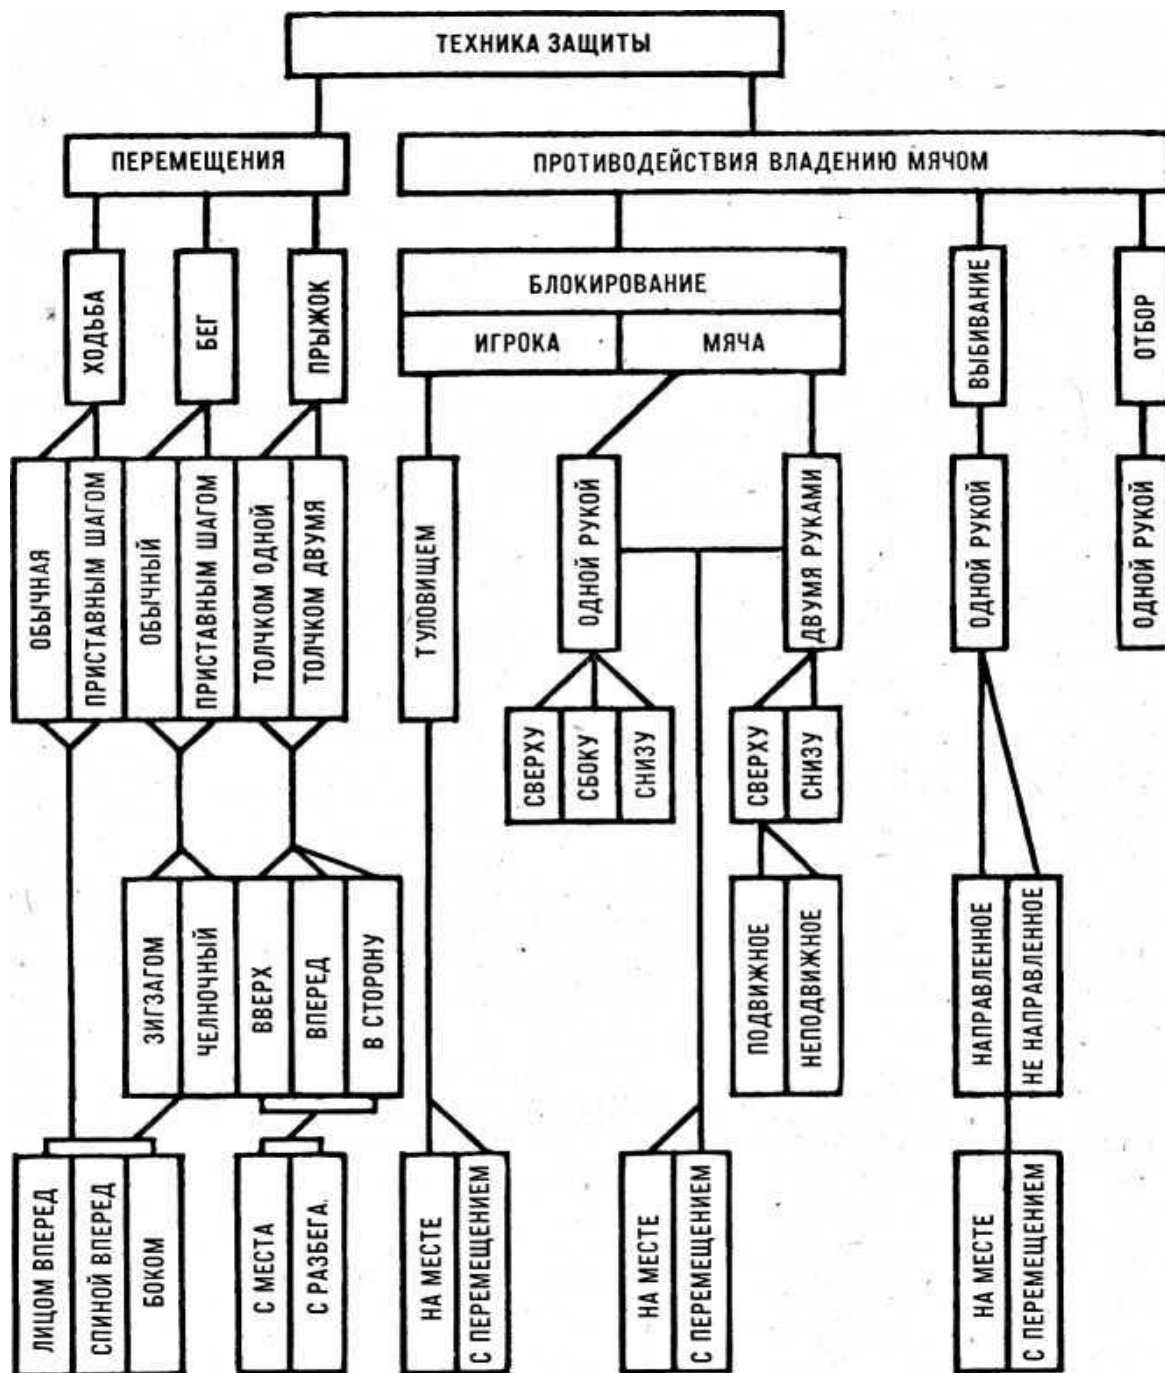 ТЕХНИКА ЗАЩИТЫ
ПЕРЕМЕЩЕНИЯ
ПРОТИВОДЕЙСТВИЯ ВЛАДЕНИЮ МЯЧОМ
ХОДЬБА
БЕГ
ПРЫЖОК
БЛОКИРОВАНИЕ
ИГРОКА
МЯЧА
ВЫБИВАНИЕ
ОТБОР
ОБЫЧНАЯ
ПРИСТАВНЫМ ШАГОМ
ОБЫЧНЫЙ
ПРИСТАВНЫМ ШАГОМ
ТОЛЧКОМ ОДНОЙ
ТОЛЧКОМ ДВУМЯ
ТУЛОВИЩЕМ
ОДНОЙ РУКОЙ
ДВУМЯ РУКАМИ
ОДНОЙ РУКОЙ
ОДНОЙ РУКОЙ
СВЕРХУ
СБОКУ
СНИЗУ
СВЕРХУ
СНИЗУ
ЗИГЗАГОМ
ЧЕЛНОЧНЫЙ
ВВЕРХ
ВПЕРЕД
В СТОРОНУ
ПОДВИЖНОЕ
НЕПОДВИЖНОЕ
НАПРАВЛЕННОЕ
НЕ НАПРАВЛЕННОЕ
ЛИЦОМ ВПЕРЕД
СПИНОЙ ВПЕРЕД
БОКОМ
С МЕСТА
С РАЗБЕГА.
НА МЕСТЕ
С ПЕРЕМЕЩЕНИЕМ
НА МЕСТЕ
С ПЕРЕМЕЩЕНИЕМ
НА МЕСТЕ
С ПЕРЕМЕЩЕНИЕМ